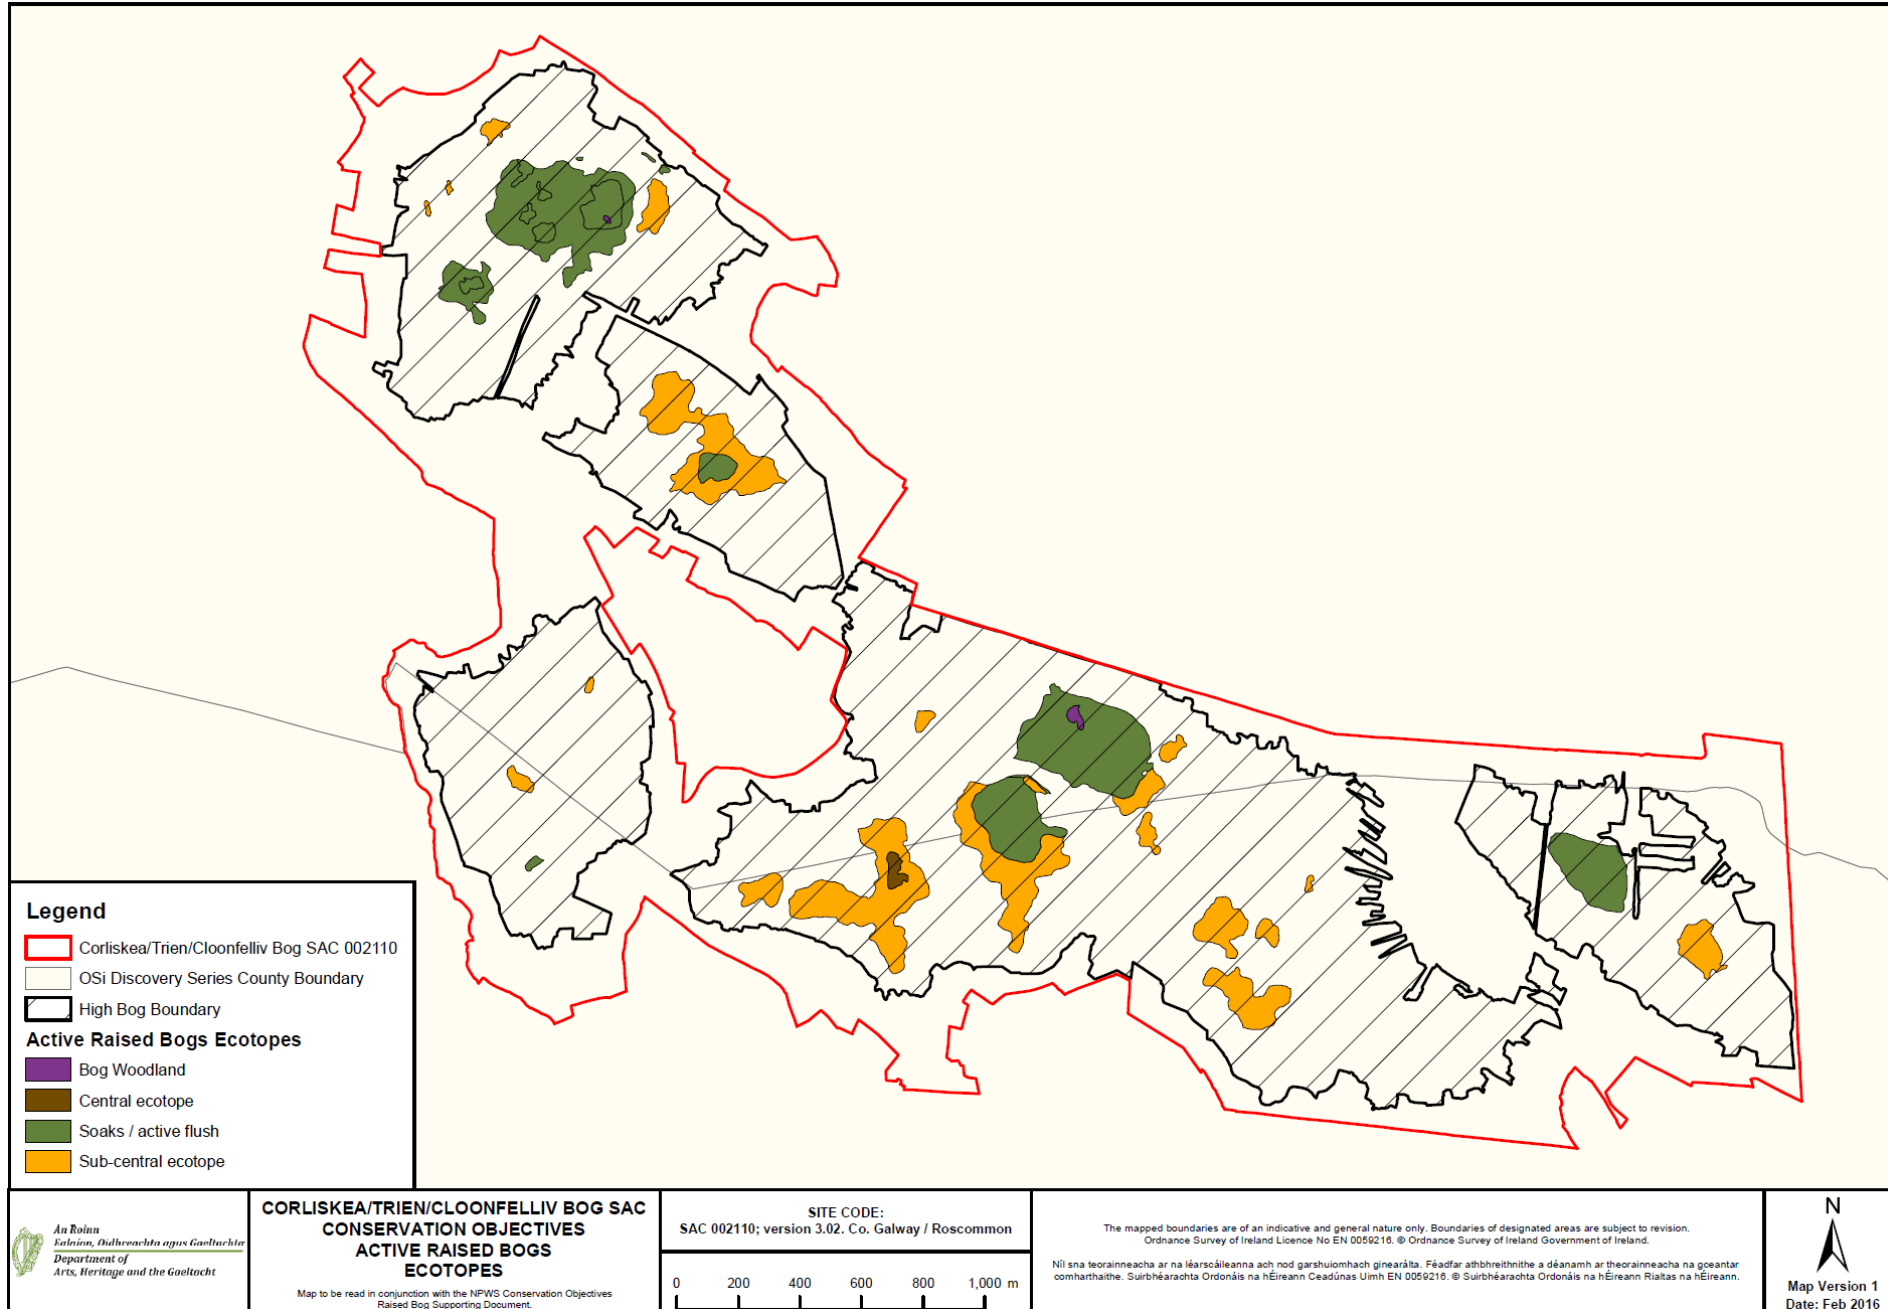 Legend
Corliskea/Trien/Cloonfelliv Bog SAC 002110
OSi Discovery Series County Boundary
High Bog Boundary
Active Raised Bogs Ecotopes
Bog Woodland
Central ecotope
Soaks / active flush
Sub-central ecotope
An Roinn
Ealaíon, Oidhreachta agus Gaeltachta
Department of
Arts, Heritage and the Gaeltacht
CORLISKEA/TRIEN/CLOONFELLIV BOG SAC
CONSERVATION OBJECTIVES
ACTIVE RAISED BOGS
ECOTOPES
Map to be read in conjunction with the NPWS Conservation Objectives
Raised Bog Supporting Document.
SITE CODE:
SAC 002110; version 3.02. Co. Galway / Roscommon
0 200 400 600 800 1,000 m
The mapped boundaries are of an indicative and general nature only. Boundaries of designated areas are subject to revision.
Ordnance Survey of Ireland Licence No EN 0059216. © Ordnance Survey of Ireland Government of Ireland.
Níl sna teorainneacha ar na léarscáileanna ach nod garshuiomhach ginearálta. Féadfar athbhreithnithe a déanamh ar theorainneacha na gceantar
comharthaithe. Suirbhéarachta Ordonáis na hÉireann Ceadúnas Uimh EN 0059216. © Suirbhéarachta Ordonáis na hÉireann Rialtas na hÉireann.
N
Map Version 1
Date: Feb 2016